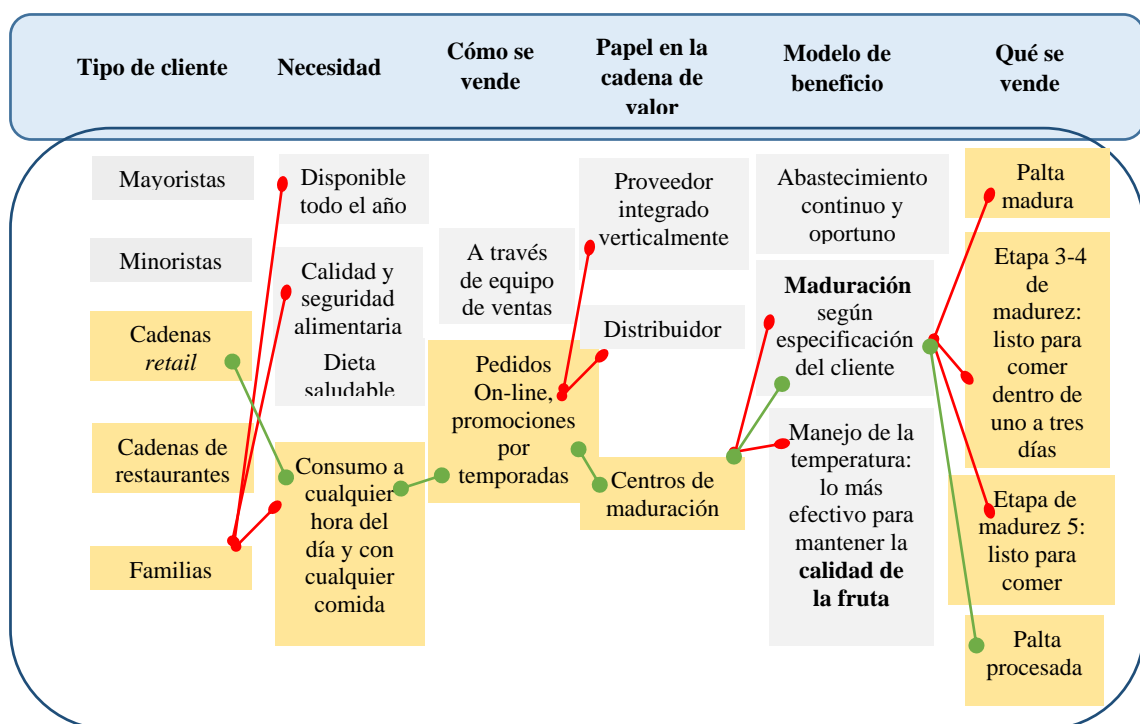 Tipo de cliente
Necesidad
Cómo se
vende
Papel en la
cadena de
valor
Modelo de
beneficio
Qué se
vende
Mayoristas
Minoristas
Cadenas
retail
Cadenas de
restaurantes
Familias
Disponible
todo el año
Calidad y
seguridad
alimentaria
Dieta
saludable
Consumo a
cualquier
hora del
día y con
cualquier
comida
A través
de equipo
de ventas
Pedidos
On-line,
promociones
por
temporadas
Proveedor
integrado
verticalmente
Distribuidor
Centros de
maduración
Abastecimiento
continuo y
oportuno
Maduración
según
especificación
del cliente
Manejo de la
temperatura:
lo más
efectivo para
mantener la
calidad de
la fruta
Palta
madura
Etapa 3-4
de
madurez:
listo para
comer
dentro de
uno a tres
días
Etapa de
madurez 5:
listo para
comer
Palta
procesada